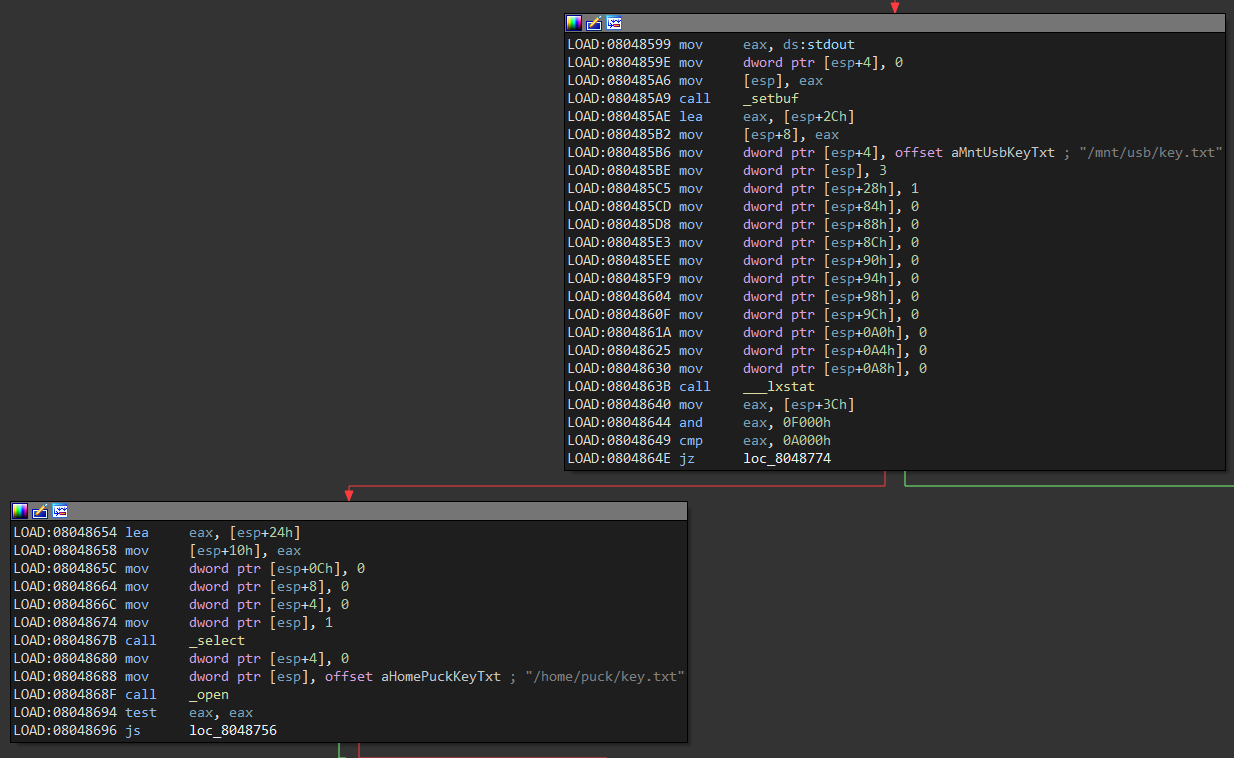 LOAD:08048599 mov eax, ds:stdout
LOAD:0804859E mov dword ptr [esp+4], 0
LOAD:080485A6 mov [esp], eax
LOAD:080485A9 call _setbuf
LOAD:080485AE lea eax, [esp+2Ch]
LOAD:080485B2 mov [esp+8], eax
LOAD:080485B6 mov dword ptr [esp+4], offset aMntUsbKeyTxt ; "/mnt/usb/key.txt"
LOAD:080485BE mov dword ptr [esp], 3
LOAD:080485C5 mov dword ptr [esp+28h], 1
LOAD:080485CD mov dword ptr [esp+84h], 0
LOAD:080485D8 mov dword ptr [esp+88h], 0
LOAD:080485E3 mov dword ptr [esp+8Ch], 0
LOAD:080485EE mov dword ptr [esp+90h], 0
LOAD:080485F9 mov dword ptr [esp+94h], 0
LOAD:08048604 mov dword ptr [esp+98h], 0
LOAD:0804860F mov dword ptr [esp+9Ch], 0
LOAD:0804861A mov dword ptr [esp+0A0h], 0
LOAD:08048625 mov dword ptr [esp+0A4h], 0
LOAD:08048630 mov dword ptr [esp+0A8h], 0
LOAD:0804863B call ___lxstat
LOAD:08048640 mov eax, [esp+3Ch]
LOAD:08048644 and eax, 0F000h
LOAD:08048649 cmp eax, 0A000h
LOAD:0804864E jz loc_8048774
LOAD:08048654 lea eax, [esp+24h]
LOAD:08048658 mov [esp+10h], eax
LOAD:0804865C mov dword ptr [esp+0Ch], 0
LOAD:08048664 mov dword ptr [esp+8], 0
LOAD:0804866C mov dword ptr [esp+4], 0
LOAD:08048674 mov dword ptr [esp], 1
LOAD:0804867B call _select
LOAD:08048680 mov dword ptr [esp+4], 0
LOAD:08048688 mov dword ptr [esp], offset aHomePuckKeyTxt ; "/home/puck/key.txt"
LOAD:0804868F call _open
LOAD:08048694 test eax, eax
LOAD:08048696 js loc_8048756